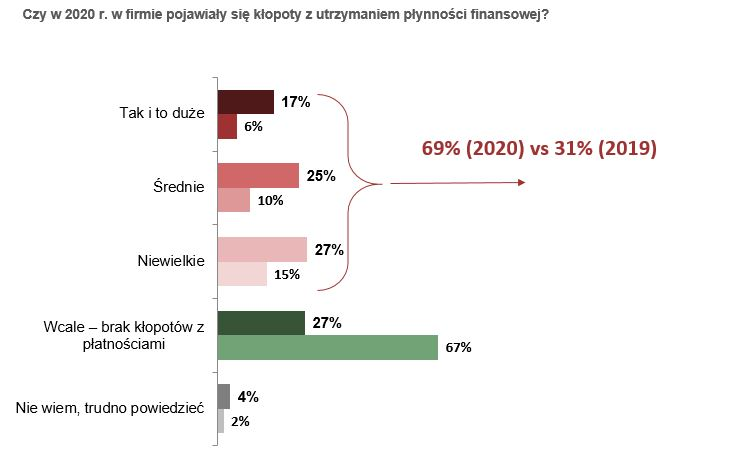 Czy w 2020 r. w firmie pojawiały się kłopoty z utrzymaniem płynności finansowej?
Tak i to duże
17%
6%
69% (2020) vs 31% (2019)
Średnie
25%
10%
Niewielkie
27%
15%
Wcale – brak kłopotów z
płatnościami
27%
67%
Nie wiem, trudno powiedzieć
4%
2%